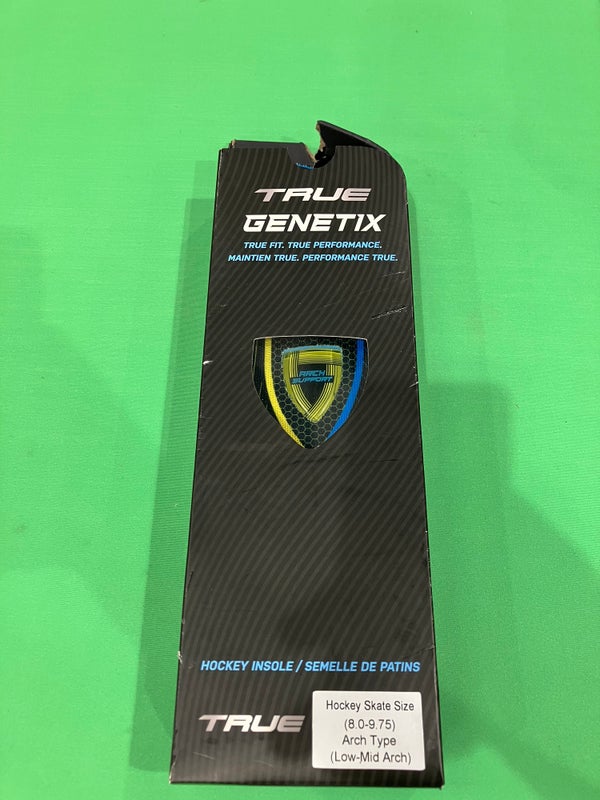 TRUE
GENETIX
TRUE FIT. TRUE PERFORMANCE.
MAINTIEN TRUE. PERFORMANCE TRUE.
ARCH
SUPPORT
HOCKEY INSOLE / SEMELLE DE PATINS
TRUE
Hockey Skate Size
(8.0-9.75)
Arch Type
(Low-Mid Arch)